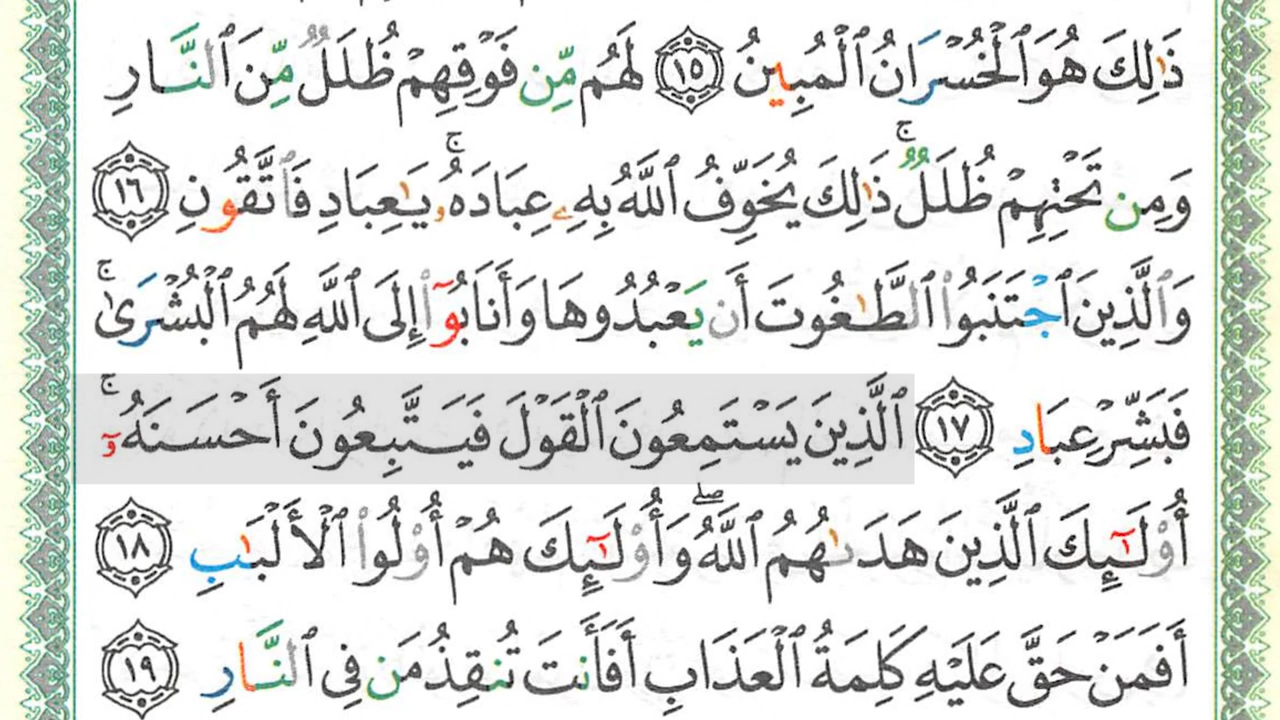 ذَٰلِكَ هُوَ ٱلْخُسْرَانُ ٱلْمُبِينُ ١٥ لَهُم مِّن فَوْقِهِمْ ظُلَلٌ مِّنَ ٱلنَّارِ
وَمِن تَحْتِهِمْ ظُلَلٌ ۚ ذَٰلِكَ يُخَوِّفُ ٱللَّهُ بِهِۦ عِبَادَهُۥ ۚ يَـٰعِبَادِ فَٱتَّقُونِ ١٦
وَٱلَّذِينَ ٱجْتَنَبُوا۟ ٱلطَّـٰغُوتَ أَن يَعْبُدُوهَا وَأَنَابُوٓا۟ إِلَى ٱللَّهِ لَهُمُ ٱلْبُشْرَىٰ ۚ
فَبَشِّرْ عِبَادِ ١٧ ٱلَّذِينَ يَسْتَمِعُونَ ٱلْقَوْلَ فَيَتَّبِعُونَ أَحْسَنَهُۥٓ ۚ
أُو۟لَـٰٓئِكَ ٱلَّذِينَ هَدَىٰهُمُ ٱللَّهُ ۖ وَأُو۟لَـٰٓئِكَ هُمْ أُو۟لُوا۟ ٱلْأَلْبَـٰبِ ١٨
أَفَمَنْ حَقَّ عَلَيْهِ كَلِمَةُ ٱلْعَذَابِ أَفَأَنتَ تُنقِذُ مَن فِى ٱلنَّارِ ١٩